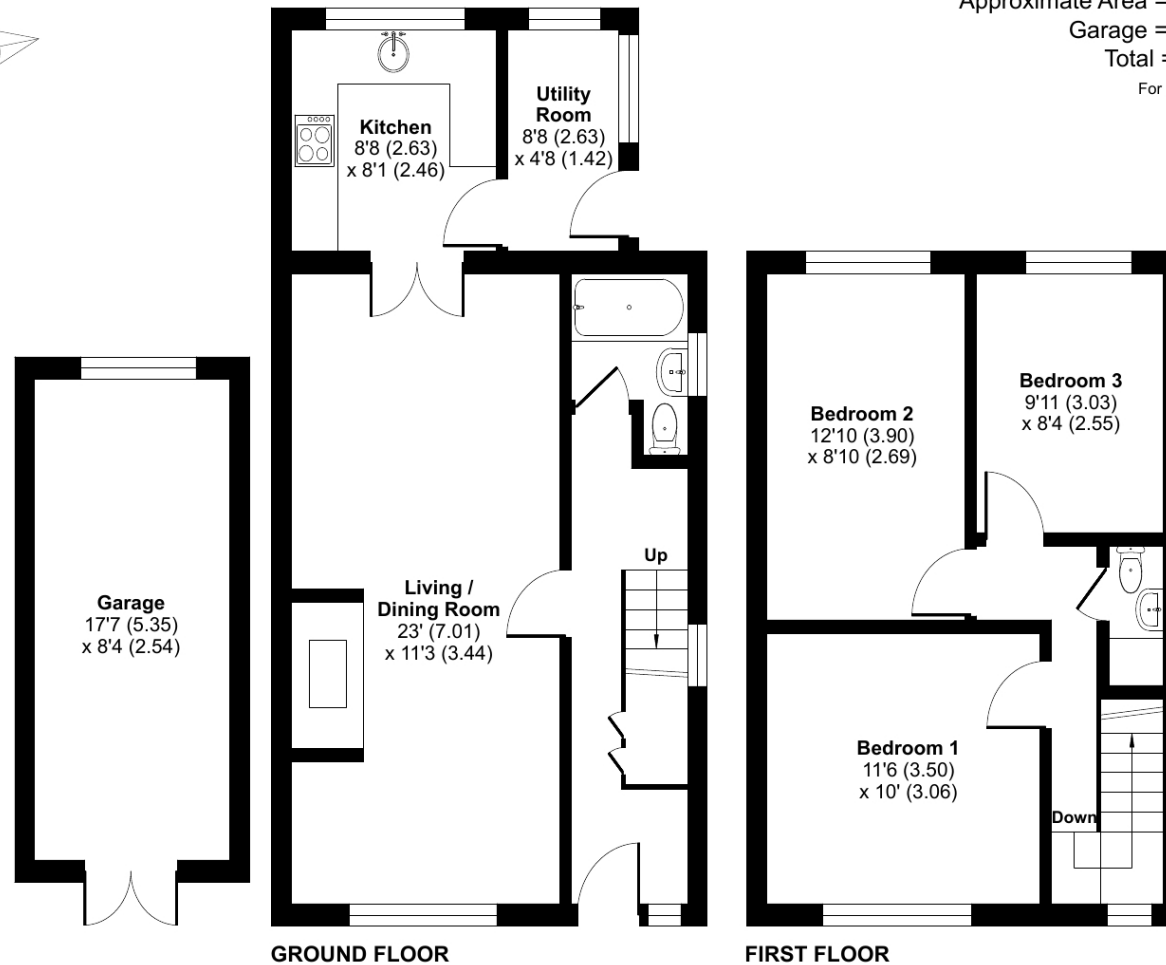 Approximate Area =
Garage =
Total =
For
Utility
Room
8'8 (2.63)
x 4'8 (1.42)
Kitchen
8'8 (2.63)
x 8'1 (2.46)
Bedroom 3
9'11 (3.03)
x 8'4 (2.55)
Bedroom 2
12'10 (3.90)
x 8'10 (2.69)
Up
Living /
Dining Room
23' (7.01)
x 11'3 (3.44)
Garage
17'7 (5.35)
x 8'4 (2.54)
Bedroom 1
11'6 (3.50)
x 10' (3.06)
Down
GROUND FLOOR
FIRST FLOOR